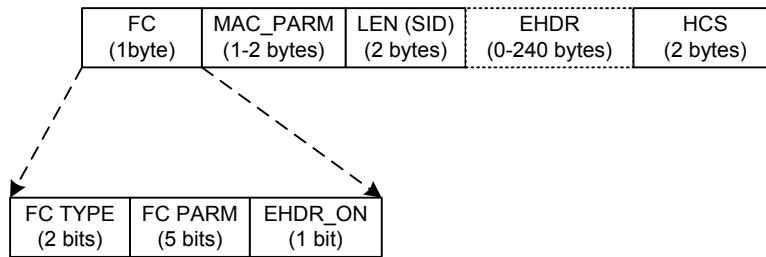 FC MAC_PARM LEN (SID) EHDR HCS
(1byte) (1-2 bytes) (2 bytes) (0-240 bytes) (2 bytes)
FC TYPE FC PARM EHDR_ON
(2 bits) (5 bits) (1 bit)